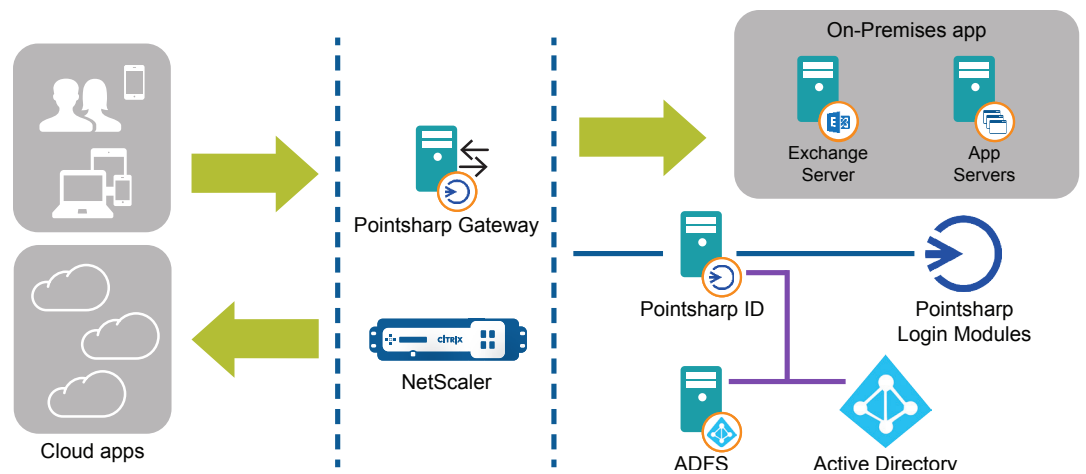 On-Premises app
Exchange
Server
App
Servers
Pointsharp Gateway
Pointsharp ID
Pointsharp
Login Modules
CITRIX
NetScaler
Cloud apps
ADFS
Active Directory